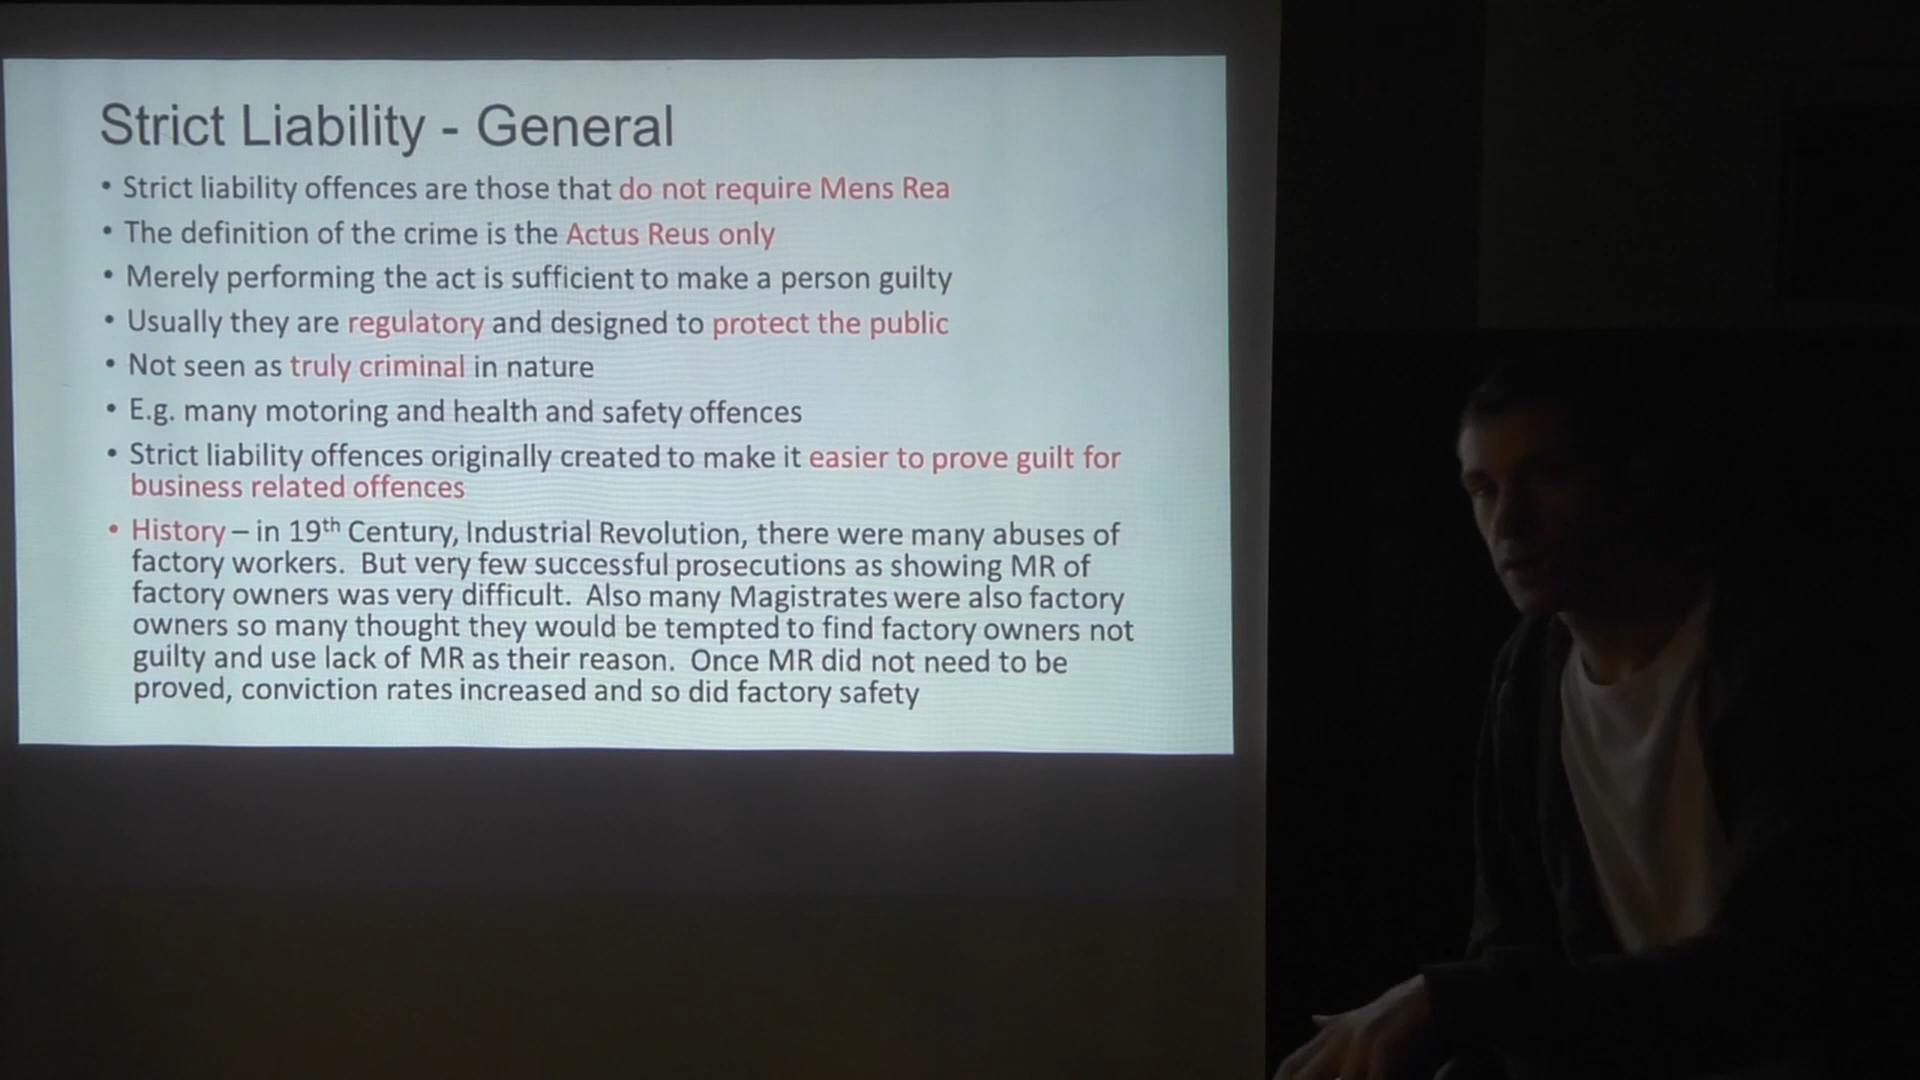 Strict Liability - General
• Strict liability offences are those that do not require Mens Rea
• The definition of the crime is the Actus Reus only
• Merely performing the act is sufficient to make a person guilty
• Usually they are regulatory and designed to protect the public
• Not seen as truly criminal in nature
• E.g. many motoring and health and safety offences
• Strict liability offences originally created to make it easier to prove guilt for
business related offences
• History – in 19th Century, Industrial Revolution, there were many abuses of
factory workers.  But very few successful prosecutions as showing MR of
factory owners was very difficult.  Also many Magistrates were also factory
owners so many thought they would be tempted to find factory owners not
guilty and use lack of MR as their reason.  Once MR did not need to be
proved, conviction rates increased and so did factory safety